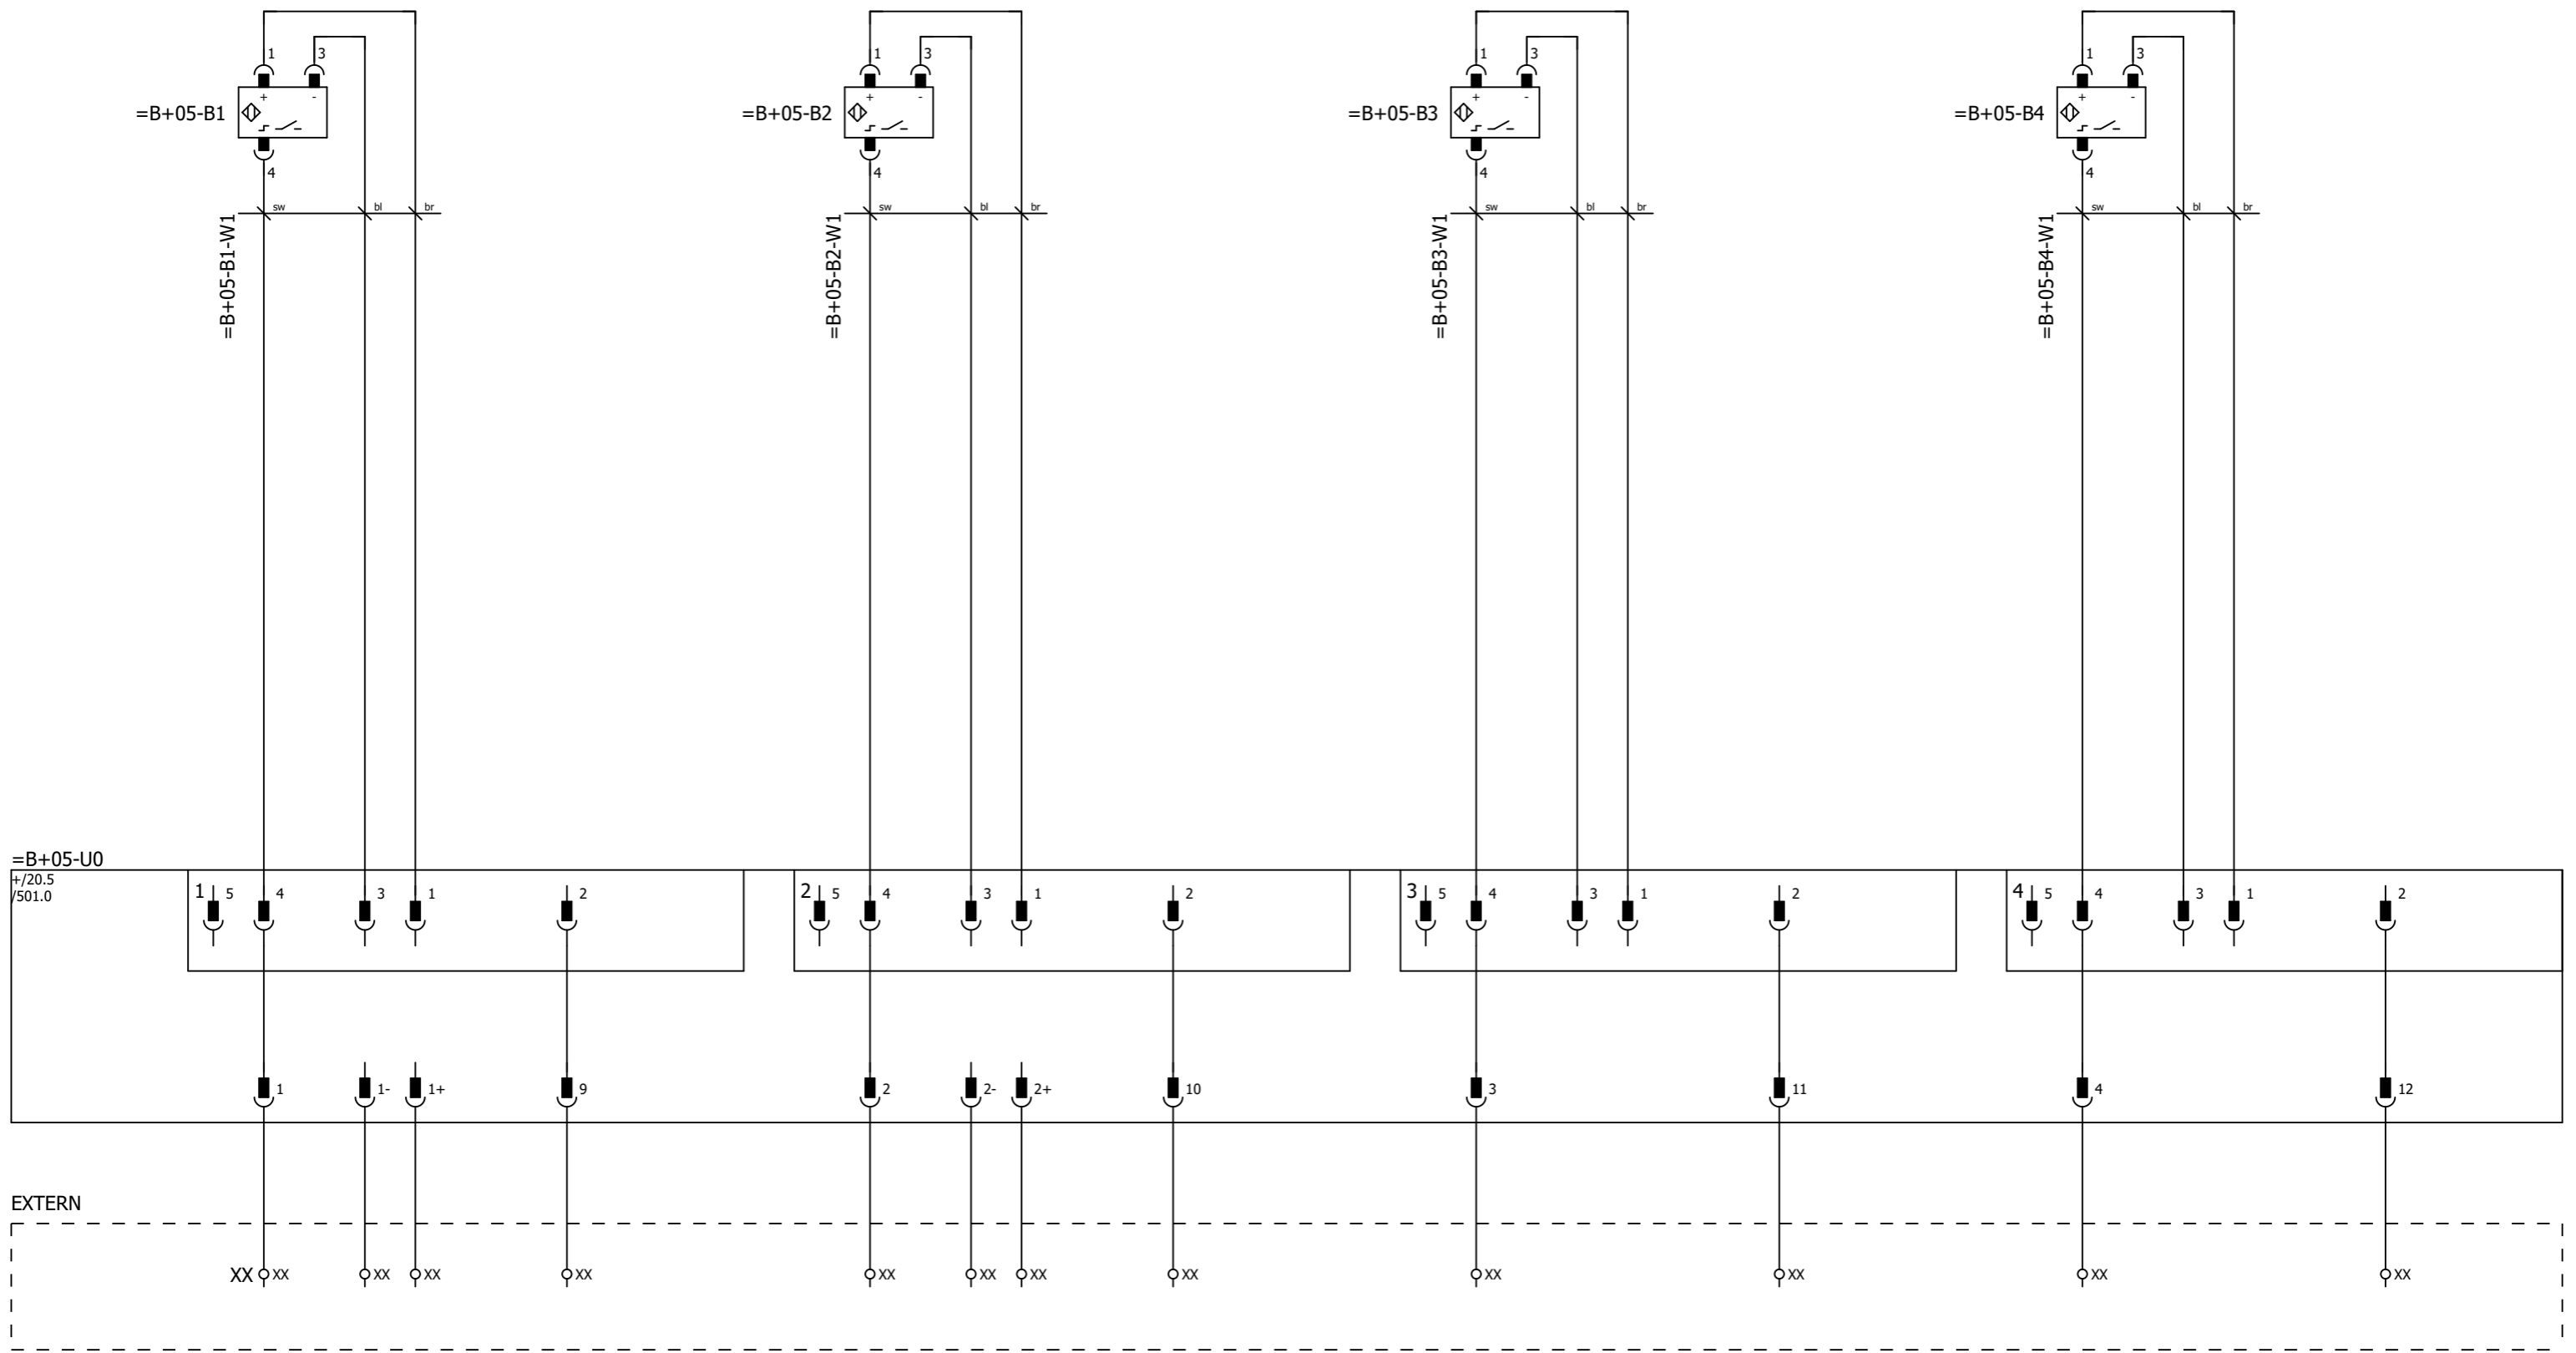 1 3 1 3 1 3 1 3
+ - + - + - + -
=B+05-B1 =B+05-B2 =B+05-B3 =B+05-B4
4 4 4 4
sw bl br sw bl br sw bl br sw bl br
=B+05-B1-W1 =B+05-B2-W1 =B+05-B3-W1 =B+05-B4-W1
=B+05-U0
+/20.5
/501.0
1 5 4 3 1 2 2 5 4 3 1 2 3 5 4 3 1 2 4 5 4 3 1 2
1 1- 1+ 9 2 2- 2+ 10 3 11 4 12
EXTERN
XX XX XX XX XX XX XX XX XX XX XX XX XX